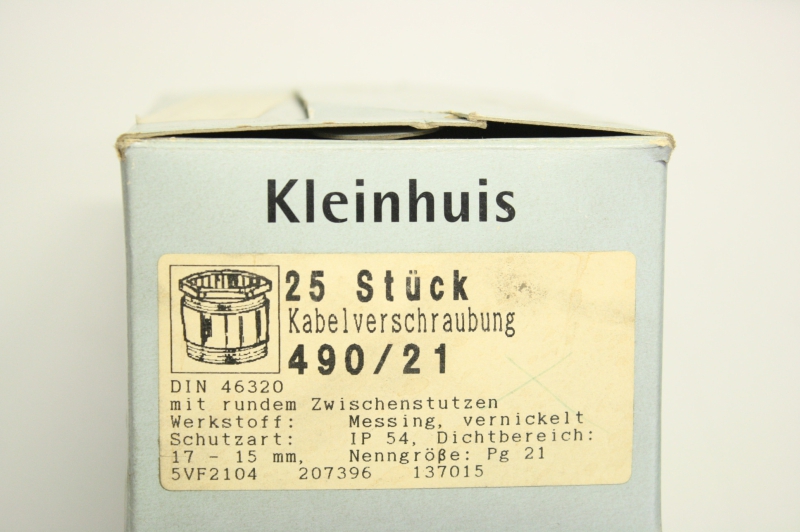 Kleinhuis
25 Stück
Kabelverschraubung
490/21
DIN 46320
mit rundem Zwischenstutzen
Werkstoff: Messing, vernickelt
Schutzart: IP 54, Dichtbereich:
17 - 15 mm, Nenngröße: Pg 21
5VF2104 207396 137015